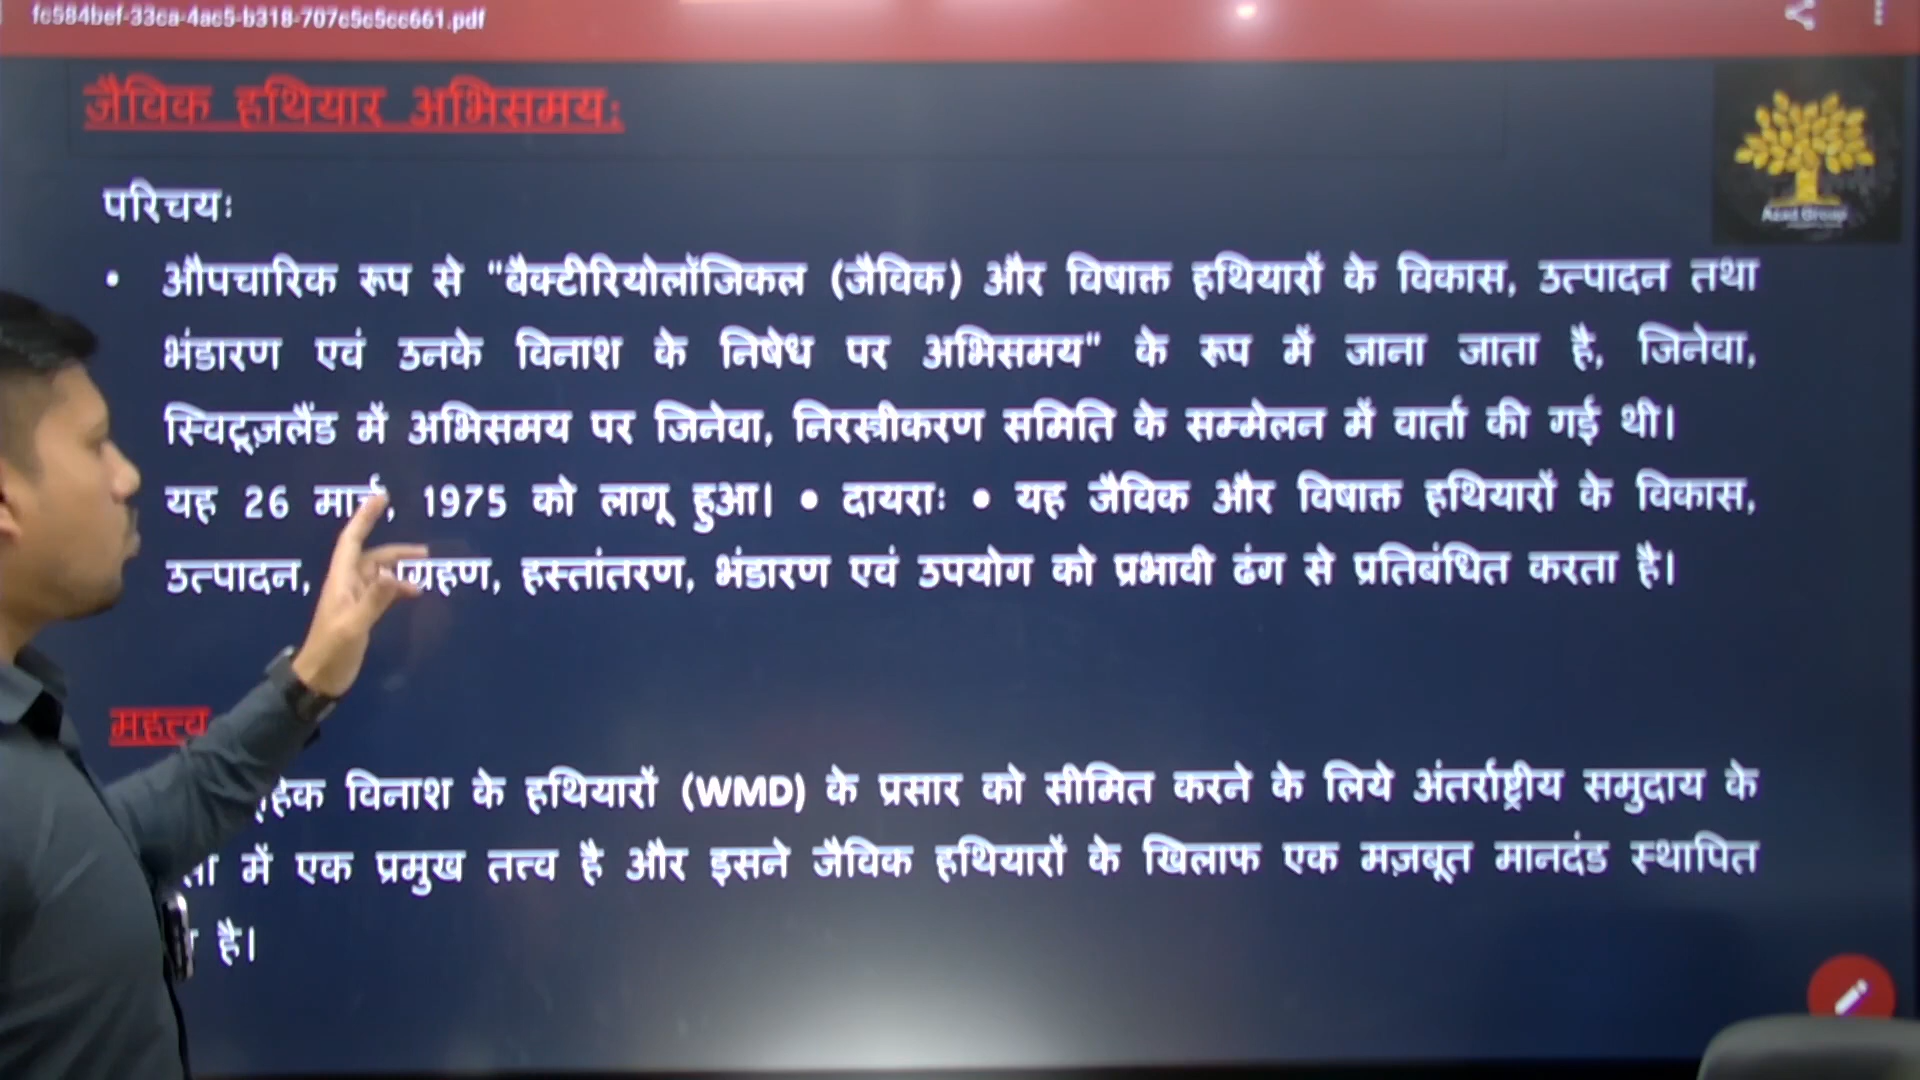 fc584bef-33ca-4ac5-b318-707c5c5cc661.pdf
जैविक हथियार अभिसमय:
Azad Group
परिचय:
• औपचारिक रूप से "बैक्टीरियोलॉजिकल (जैविक) और विषाक्त हथियारों के विकास, उत्पादन तथा
भंडारण एवं उनके विनाश के निषेध पर अभिसमय" के रूप में जाना जाता है, जिनेवा,
स्विट्ज़रलैंड में अभिसमय पर जिनेवा, निरस्त्रीकरण समिति के सम्मेलन में वार्ता की गई थी।
यह 26 मार्च, 1975 को लागू हुआ। • दायराः • यह जैविक और विषाक्त हथियारों के विकास,
उत्पादन, हस्तांतरण, भंडारण एवं उपयोग को प्रभावी ढंग से प्रतिबंधित करता है।
महत्त्व
विनाश के हथियारों (WMD) के प्रसार को सीमित करने के लिये अंतर्राष्ट्रीय समुदाय के
में एक प्रमुख तत्त्व है और इसने जैविक हथियारों के खिलाफ एक मज़बूत मानदंड स्थापित
है।